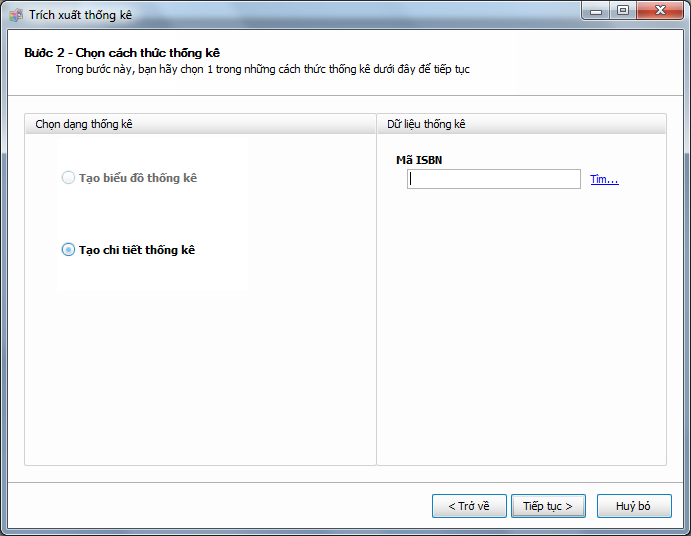 Trích xuất thống kê
Bước 2 - Chọn cách thức thống kê
Trong bước này, bạn hãy chọn 1 trong những cách thức thống kê dưới đây để tiếp tục
Chọn dạng thống kê
Dữ liệu thống kê
Mã ISBN
Tạo biểu đồ thống kê
Tìm...
Tạo chi tiết thống kê
< Trở về
Tiếp tục >
Huỷ bỏ